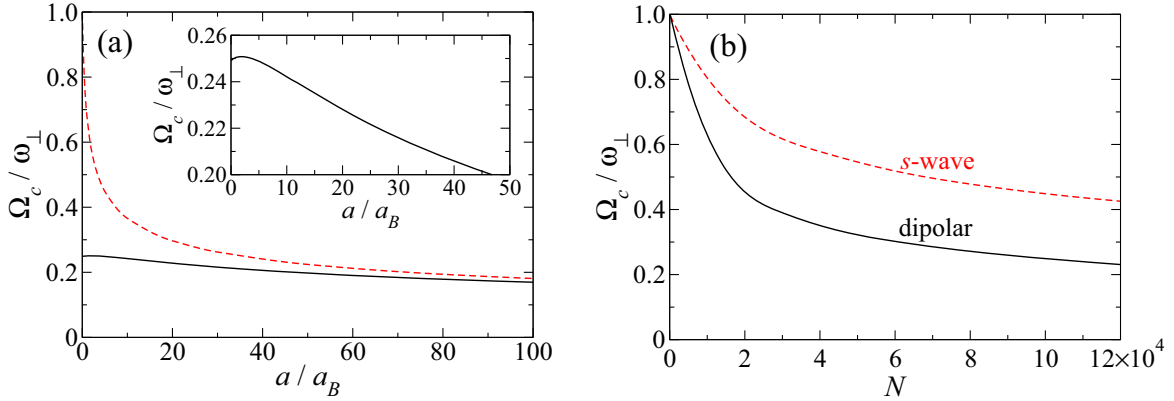 (a)
Ω_c / ω_⊥
1.0
0.8
0.6
0.4
0.2
0
0 20 40 60 80 100
a / a_B
Ω_c / ω_⊥
0.26
0.24
0.22
0.20
0 10 20 30 40 50
a / a_B
(b)
Ω_c / ω_⊥
1.0
0.8
0.6
0.4
0.2
0
s-wave
dipolar
0 2 4 6 8 10 12×10⁴
N